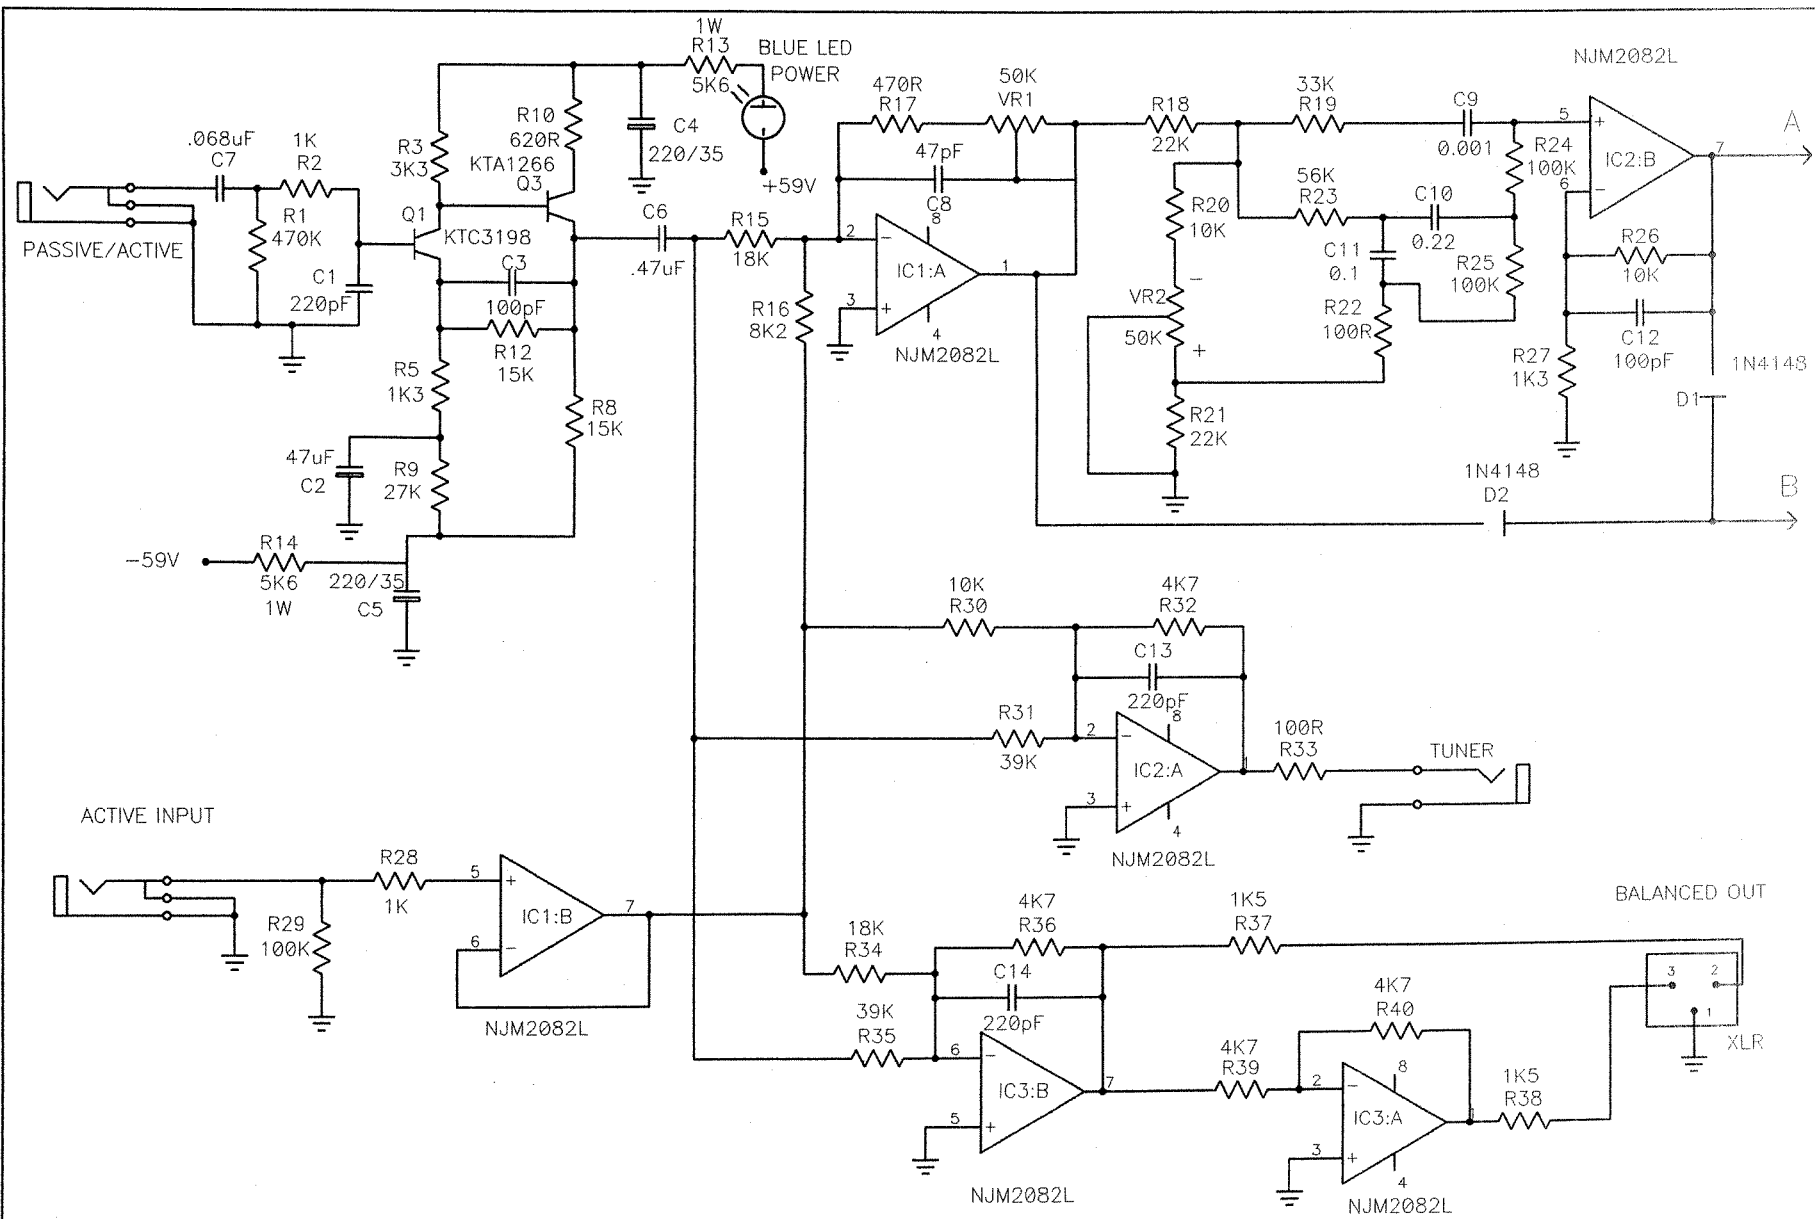 1W
R13
5K6
BLUE LED
POWER
+59V
.068uF
C7
1K
R2
R1
470K
C1
220pF
PASSIVE/ACTIVE
R3
3K3
R10
620R
KTA1266
Q3
Q1
KTC3198
C4
220/35
C3
100pF
R12
15K
R5
1K3
R8
15K
47uF
C2
R9
27K
-59V
R14
5K6
1W
220/35
C5
C6
.47uF
R15
18K
R16
8K2
470R
R17
50K
VR1
47pF
C8
2
-
8
IC1:A
1
3
+
4
NJM2082L
R18
22K
R20
10K
-
VR2
50K
+
R21
22K
33K
R19
C9
0.001
56K
R23
C10
0.22
C11
0.1
R22
100R
R24
100K
R25
100K
NJM2082L
5
+
IC2:B
7
6
-
R26
10K
C12
100pF
R27
1K3
1N4148
D1
1N4148
D2
A
B
10K
R30
4K7
R32
C13
220pF
R31
39K
2
-
8
IC2:A
1
3
+
4
NJM2082L
100R
R33
TUNER
ACTIVE INPUT
R28
1K
R29
100K
5
+
IC1:B
7
6
-
NJM2082L
18K
R34
4K7
R36
C14
220pF
39K
R35
6
-
IC3:B
7
5
+
NJM2082L
1K5
R37
4K7
R39
4K7
R40
2
-
8
IC3:A
1
3
+
4
NJM2082L
1K5
R38
BALANCED OUT
3
2
1
XLR